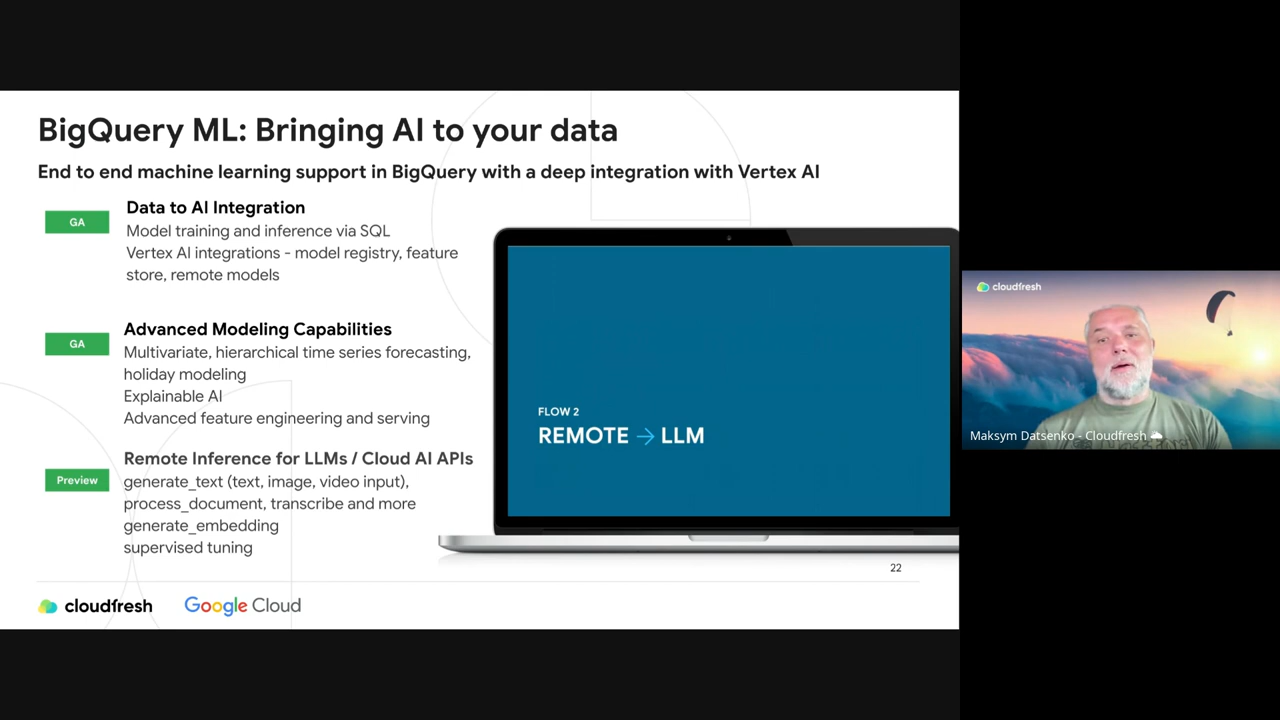 BigQuery ML: Bringing AI to your data
End to end machine learning support in BigQuery with a deep integration with Vertex AI
GA
Data to AI Integration
Model training and inference via SQL
Vertex AI integrations - model registry, feature
store, remote models
GA
Advanced Modeling Capabilities
Multivariate, hierarchical time series forecasting,
holiday modeling
Explainable AI
Advanced feature engineering and serving
Preview
Remote Inference for LLMs / Cloud AI APIs
generate_text (text, image, video input),
process_document, transcribe and more
generate_embedding
supervised tuning
FLOW 2
REMOTE → LLM
22
cloudfresh
Google Cloud
cloudfresh
Maksym Datsenko - Cloudfresh